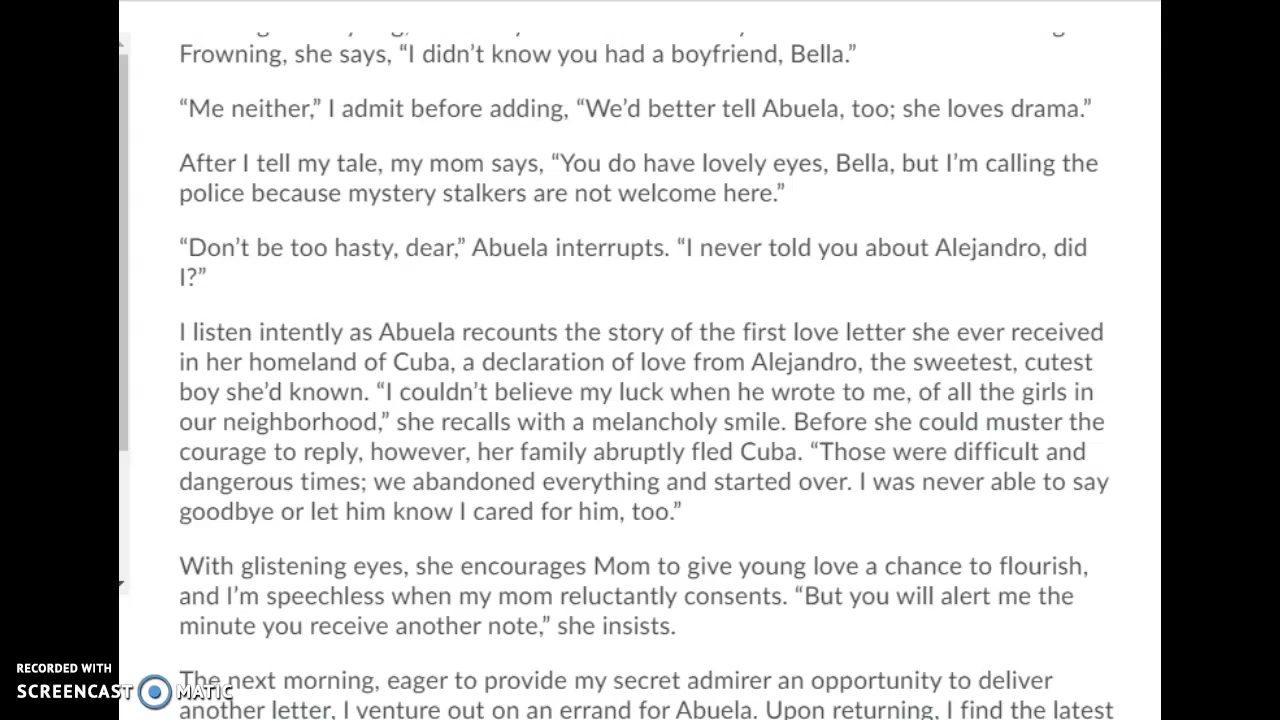 Frowning, she says, “I didn’t know you had a boyfriend, Bella.”
“Me neither,” I admit before adding, “We’d better tell Abuela, too; she loves drama.”
After I tell my tale, my mom says, “You do have lovely eyes, Bella, but I’m calling the
police because mystery stalkers are not welcome here.”
“Don’t be too hasty, dear,” Abuela interrupts. “I never told you about Alejandro, did
I?”
I listen intently as Abuela recounts the story of the first love letter she ever received
in her homeland of Cuba, a declaration of love from Alejandro, the sweetest, cutest
boy she’d known. “I couldn’t believe my luck when he wrote to me, of all the girls in
our neighborhood,” she recalls with a melancholy smile. Before she could muster the
courage to reply, however, her family abruptly fled Cuba. “Those were difficult and
dangerous times; we abandoned everything and started over. I was never able to say
goodbye or let him know I cared for him, too.”
With glistening eyes, she encourages Mom to give young love a chance to flourish,
and I’m speechless when my mom reluctantly consents. “But you will alert me the
minute you receive another note,” she insists.
The next morning, eager to provide my secret admirer an opportunity to deliver
another letter, I venture out on an errand for Abuela. Upon returning, I find the latest
RECORDED WITH
SCREENCAST MATIC